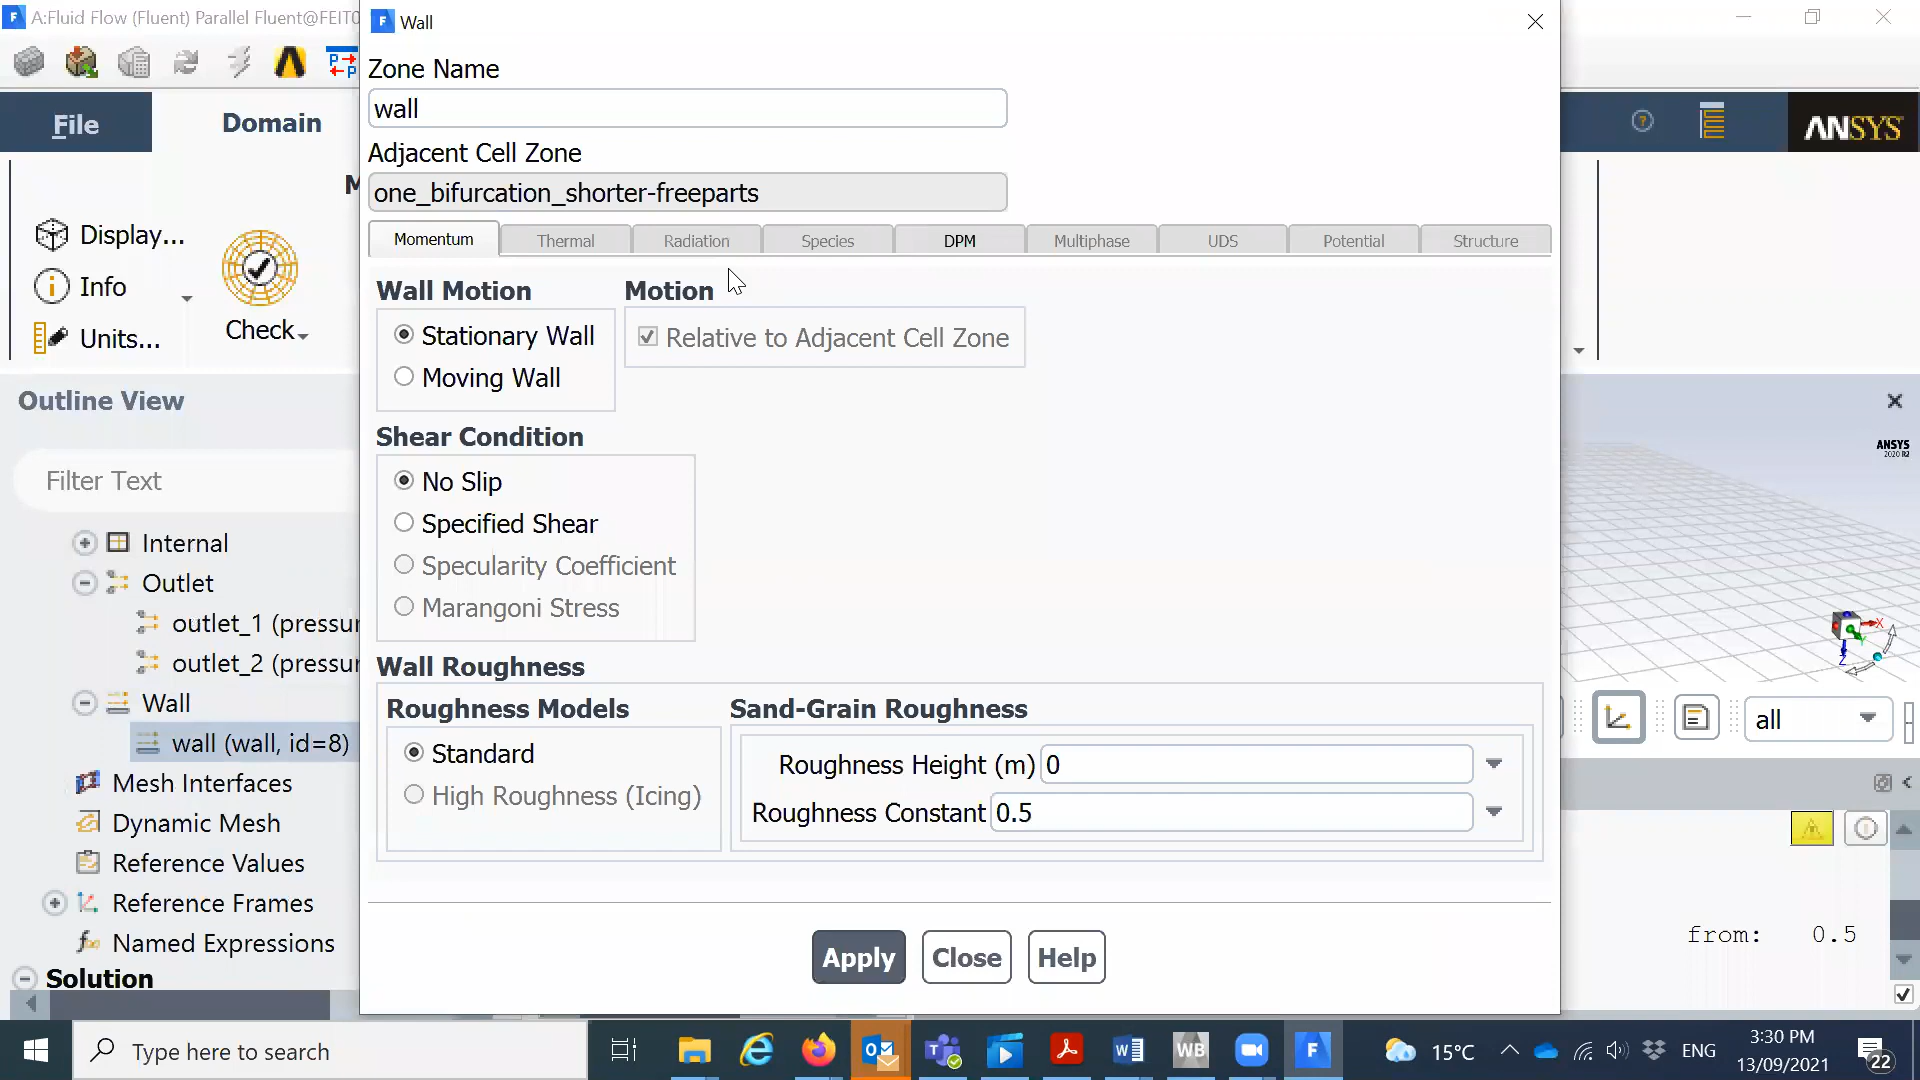 A:Fluid Flow (Fluent) Parallel Fluent@FEIT0
Wall
Zone Name
wall
Adjacent Cell Zone
one_bifurcation_shorter-freeparts
File
Domain
ANSYS
Momentum
Thermal
Radiation
Species
DPM
Multiphase
UDS
Potential
Structure
Display...
Info
Units...
Check
Wall Motion
Stationary Wall
Moving Wall
Motion
Relative to Adjacent Cell Zone
Shear Condition
No Slip
Specified Shear
Specularity Coefficient
Marangoni Stress
Wall Roughness
Roughness Models
Standard
High Roughness (Icing)
Sand-Grain Roughness
Roughness Height (m) 0
Roughness Constant 0.5
Apply
Close
Help
Outline View
Filter Text
Internal
Outlet
outlet_1 (pressur
outlet_2 (pressur
Wall
wall (wall, id=8)
Mesh Interfaces
Dynamic Mesh
Reference Values
Reference Frames
Named Expressions
Solution
ANSYS
2020 R2
X
Z
all
from: 0.5
Type here to search
WB
15°C
ENG
3:30 PM
13/09/2021
22